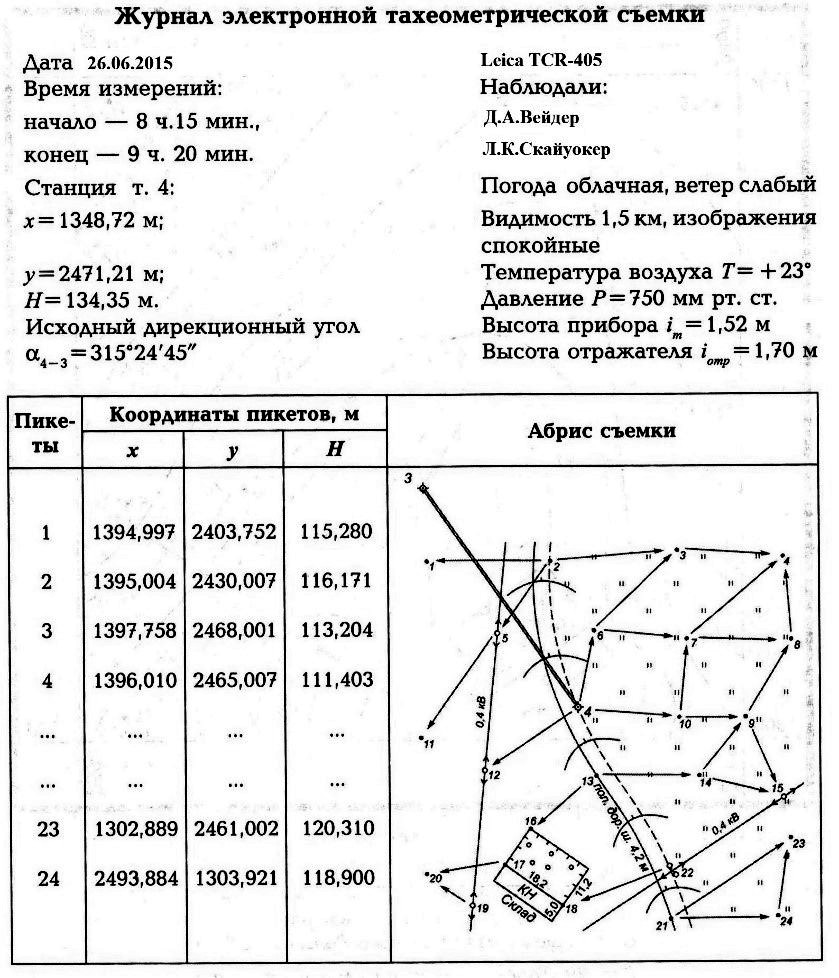 Журнал электронной тахеометрической съемки
Дата 26.06.2015
Время измерений:
начало — 8 ч.15 мин.,
конец — 9 ч. 20 мин.
Станция т. 4:
x = 1348,72 м;
y = 2471,21 м;
H = 134,35 м.
Исходный дирекционный угол
α4–3 = 315°24′45″
Leica TCR-405
Наблюдали:
Д.А.Вейдер
Л.К.Скайуокер
Погода облачная, ветер слабый
Видимость 1,5 км, изображения
спокойные
Температура воздуха T = +23°
Давление P = 750 мм рт. ст.
Высота прибора iт = 1,52 м
Высота отражателя iотр = 1,70 м
Пике-
ты
Координаты пикетов, м
x y H
Абрис съемки
1 1394,997 2403,752 115,280
2 1395,004 2430,007 116,171
3 1397,758 2468,001 113,204
4 1396,010 2465,007 111,403
... ... ... ...
... ... ... ...
23 1302,889 2461,002 120,310
24 2493,884 1303,921 118,900
3
1
2
3
4
5
6
7
8
0,4 кВ
4
10
9
11
12
13
14
15
пол. дор. ш. 4,2 м
0,4 кВ
16
23
17
18,2
11,2
22
20
КН
5,0
18
Склад
19
21
24